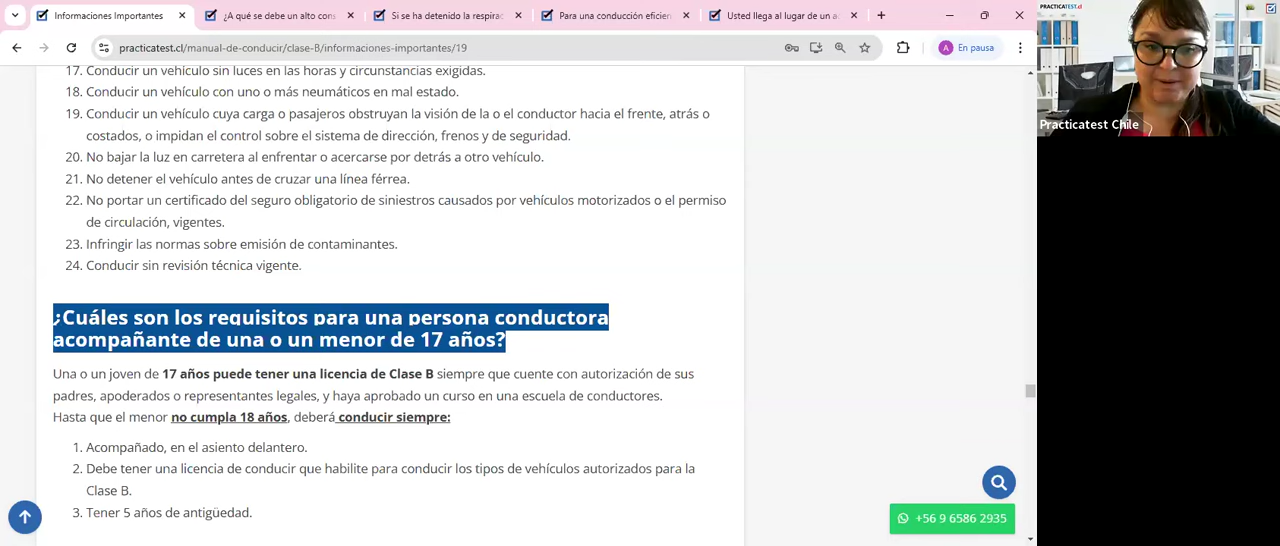 Informaciones Importantes
¿A qué se debe un alto cons
Si se ha detenido la respirac
Para una conducción eficien
Usted llega al lugar de un ac
practicatest.cl/manual-de-conducir/clase-B/informaciones-importantes/19
A
En pausa
PRACTICATEST.cl
Practicatest Chile
17. Conducir un vehículo sin luces en las horas y circunstancias exigidas.
18. Conducir un vehículo con uno o más neumáticos en mal estado.
19. Conducir un vehículo cuya carga o pasajeros obstruyan la visión de la o el conductor hacia el frente, atrás o
costados, o impidan el control sobre el sistema de dirección, frenos y de seguridad.
20. No bajar la luz en carretera al enfrentar o acercarse por detrás a otro vehículo.
21. No detener el vehículo antes de cruzar una línea férrea.
22. No portar un certificado del seguro obligatorio de siniestros causados por vehículos motorizados o el permiso
de circulación, vigentes.
23. Infringir las normas sobre emisión de contaminantes.
24. Conducir sin revisión técnica vigente.
¿Cuáles son los requisitos para una persona conductora
acompañante de una o un menor de 17 años?
Una o un joven de 17 años puede tener una licencia de Clase B siempre que cuente con autorización de sus
padres, apoderados o representantes legales, y haya aprobado un curso en una escuela de conductores.
Hasta que el menor no cumpla 18 años, deberá conducir siempre:
1. Acompañado, en el asiento delantero.
2. Debe tener una licencia de conducir que habilite para conducir los tipos de vehículos autorizados para la
Clase B.
3. Tener 5 años de antigüedad.
+56 9 6586 2935